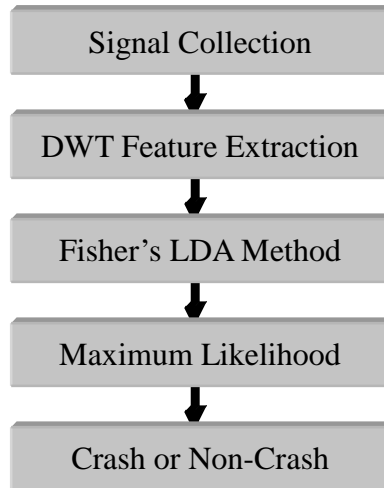 Signal Collection
DWT Feature Extraction
Fisher’s LDA Method
Maximum Likelihood
Crash or Non-Crash